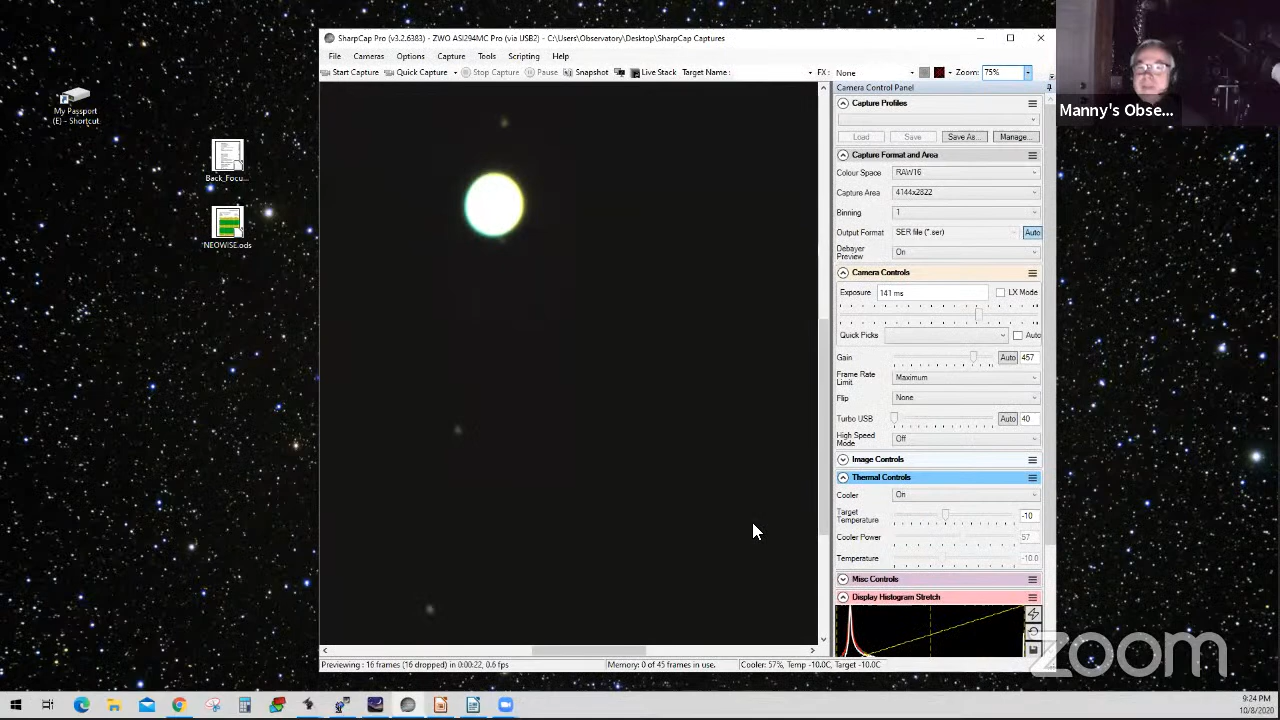 SharpCap Pro (v3.2.6383) - ZWO ASI294MC Pro (via USB2) - C:\Users\Observatory\Desktop\SharpCap Captures
File Cameras Options Capture Tools Scripting Help
Start Capture Quick Capture Stop Capture Pause Snapshot Live Stack Target Name: FX: None Zoom: 75%
Camera Control Panel
Capture Profiles
Load Save Save As... Manage...
Capture Format and Area
Colour Space RAW16
Capture Area 4144x2822
Binning 1
Output Format SER file (*.ser) Auto
Debayer
Preview On
Camera Controls
Exposure 141 ms LX Mode
Quick Picks Auto
Gain Auto 457
Frame Rate
Limit Maximum
Flip None
Turbo USB Auto 40
High Speed
Mode Off
Image Controls
Thermal Controls
Cooler On
Target
Temperature -10
Cooler Power 57
Temperature -10.0
Misc Controls
Display Histogram Stretch
Previewing : 16 frames (16 dropped) in 0:00:22, 0.6 fps Memory: 0 of 45 frames in use. Cooler: 57%, Temp -10.0C, Target -10.0C
My Passport
(E) - Shortcut
Back_Focu...
NEOWISE.ods
Manny's Obse...
zoom
9:24 PM
10/8/2020